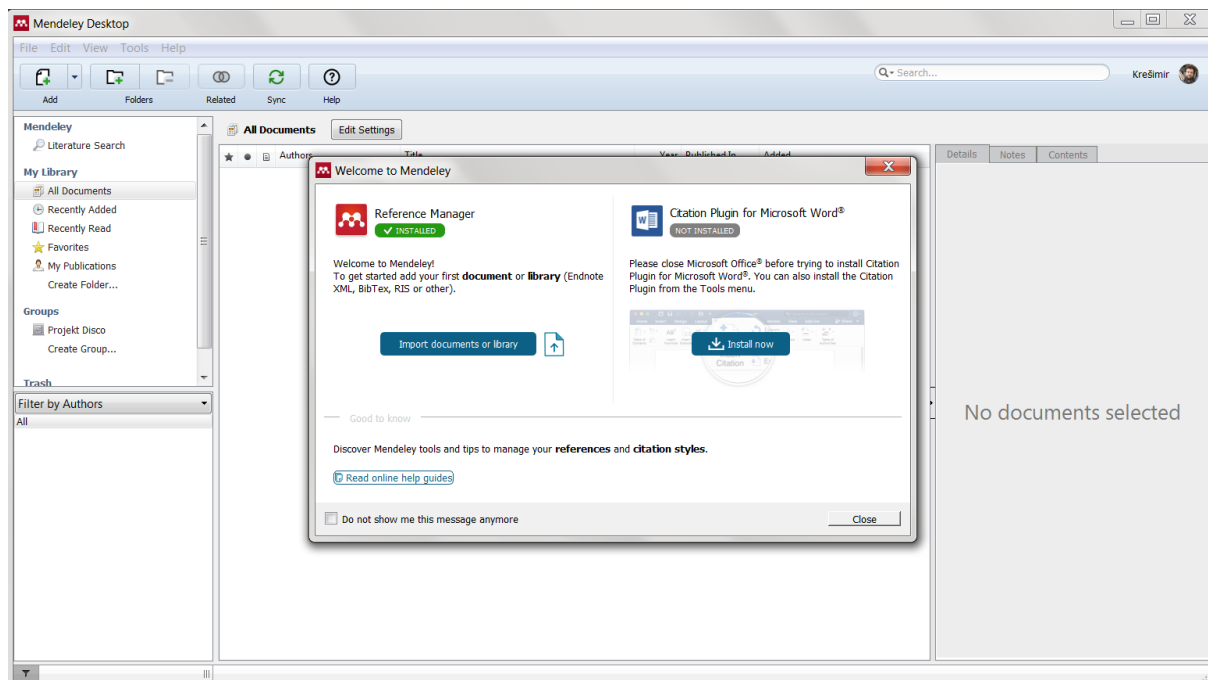 Mendeley Desktop
File Edit View Tools Help
Search...
Krešimir
Add Folders Related Sync Help
Mendeley
Literature Search
My Library
All Documents
Recently Added
Recently Read
Favorites
My Publications
Create Folder...
Groups
Projekt Disco
Create Group...
Trash
Filter by Authors
All
All Documents Edit Settings
Authors Title Year Published In Added
Details Notes Contents
No documents selected
Welcome to Mendeley
Reference Manager
INSTALLED
Welcome to Mendeley!
To get started add your first document or library (Endnote
XML, BibTex, RIS or other).
Import documents or library
Citation Plugin for Microsoft Word®
NOT INSTALLED
Please close Microsoft Office® before trying to install Citation
Plugin for Microsoft Word®. You can also install the Citation
Plugin from the Tools menu.
Install now
Citation
Good to know
Discover Mendeley tools and tips to manage your references and citation styles.
Read online help guides
Do not show me this message anymore
Close